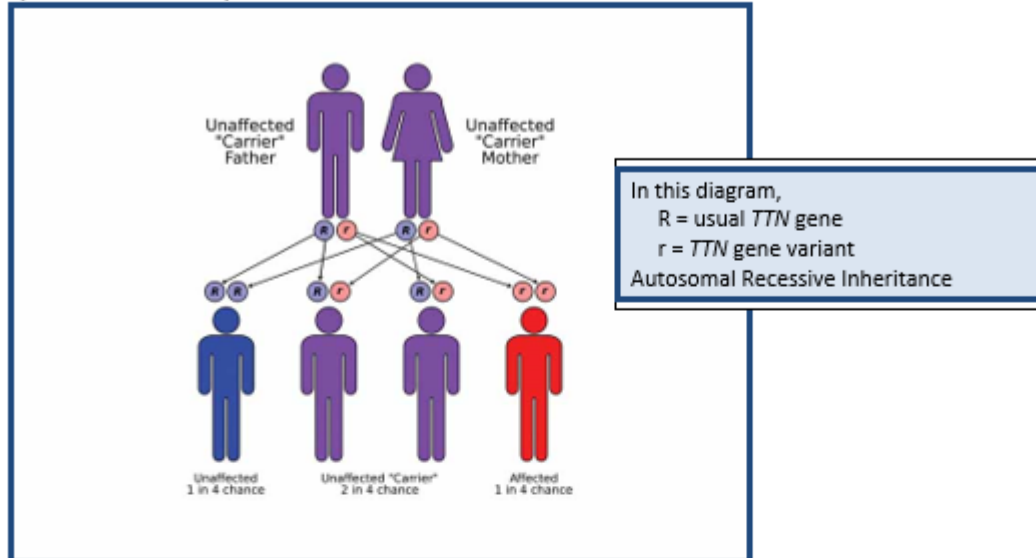 Unaffected
"Carrier"
Father
Unaffected
"Carrier"
Mother
In this diagram,
R = usual TTN gene
r = TTN gene variant
Autosomal Recessive Inheritance
R r R r
R R R r R r r r
Unaffected
1 in 4 chance
Unaffected "Carrier"
2 in 4 chance
Affected
1 in 4 chance